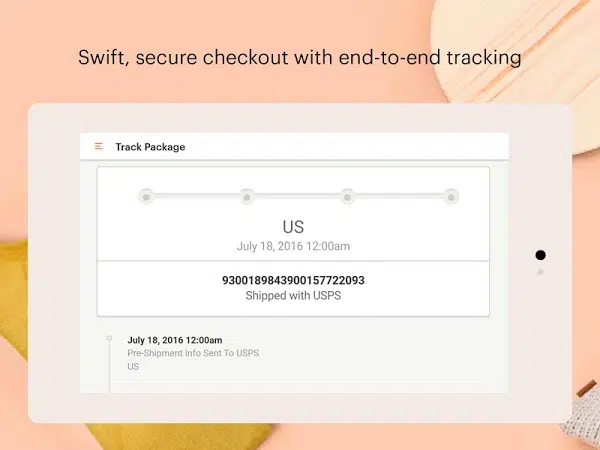 Swift, secure checkout with end-to-end tracking
Track Package
US
July 18, 2016 12:00am
9300189843900157722093
Shipped with USPS
July 18, 2016 12:00am
Pre-Shipment Info Sent To USPS
US